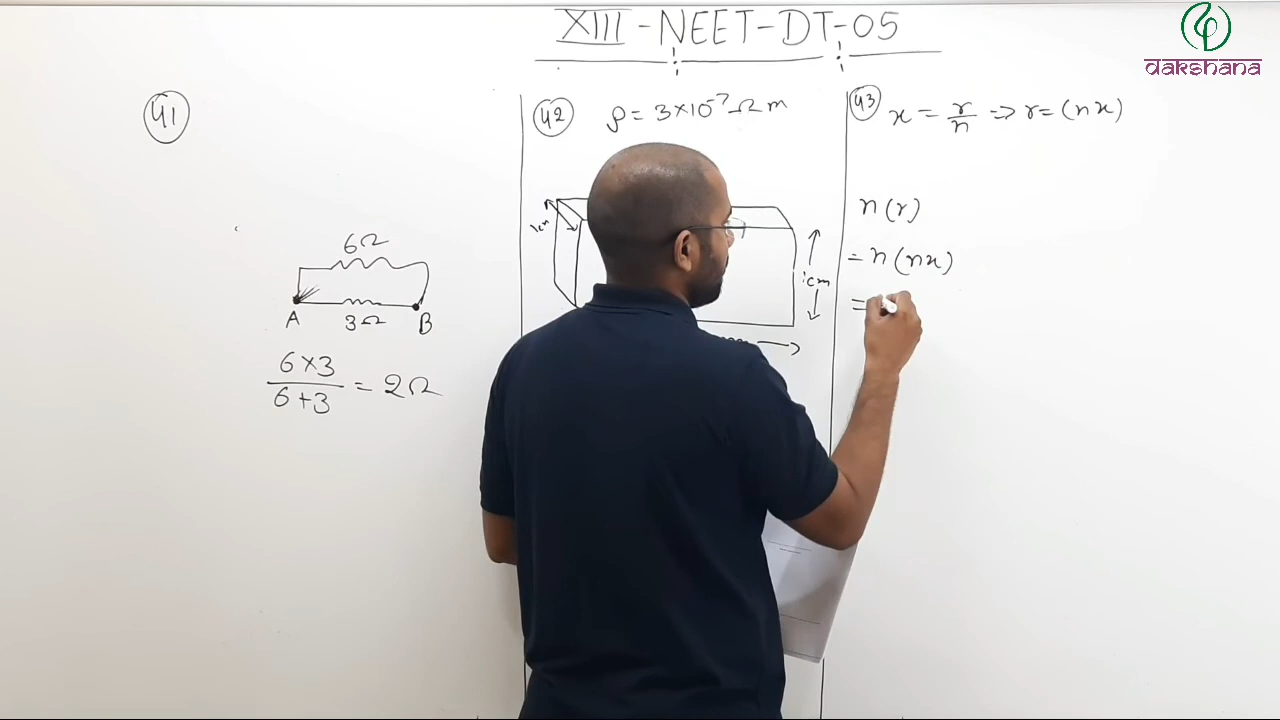 XIII-NEET-DT-05
dakshana
41
6Ω
A 3Ω B
6×3
6+3
= 2Ω
42 ρ = 3×10⁻⁷ Ω m
1cm
1cm
43 x = r/n ⇒ r = (nx)
n(r)
= n(nx)
=